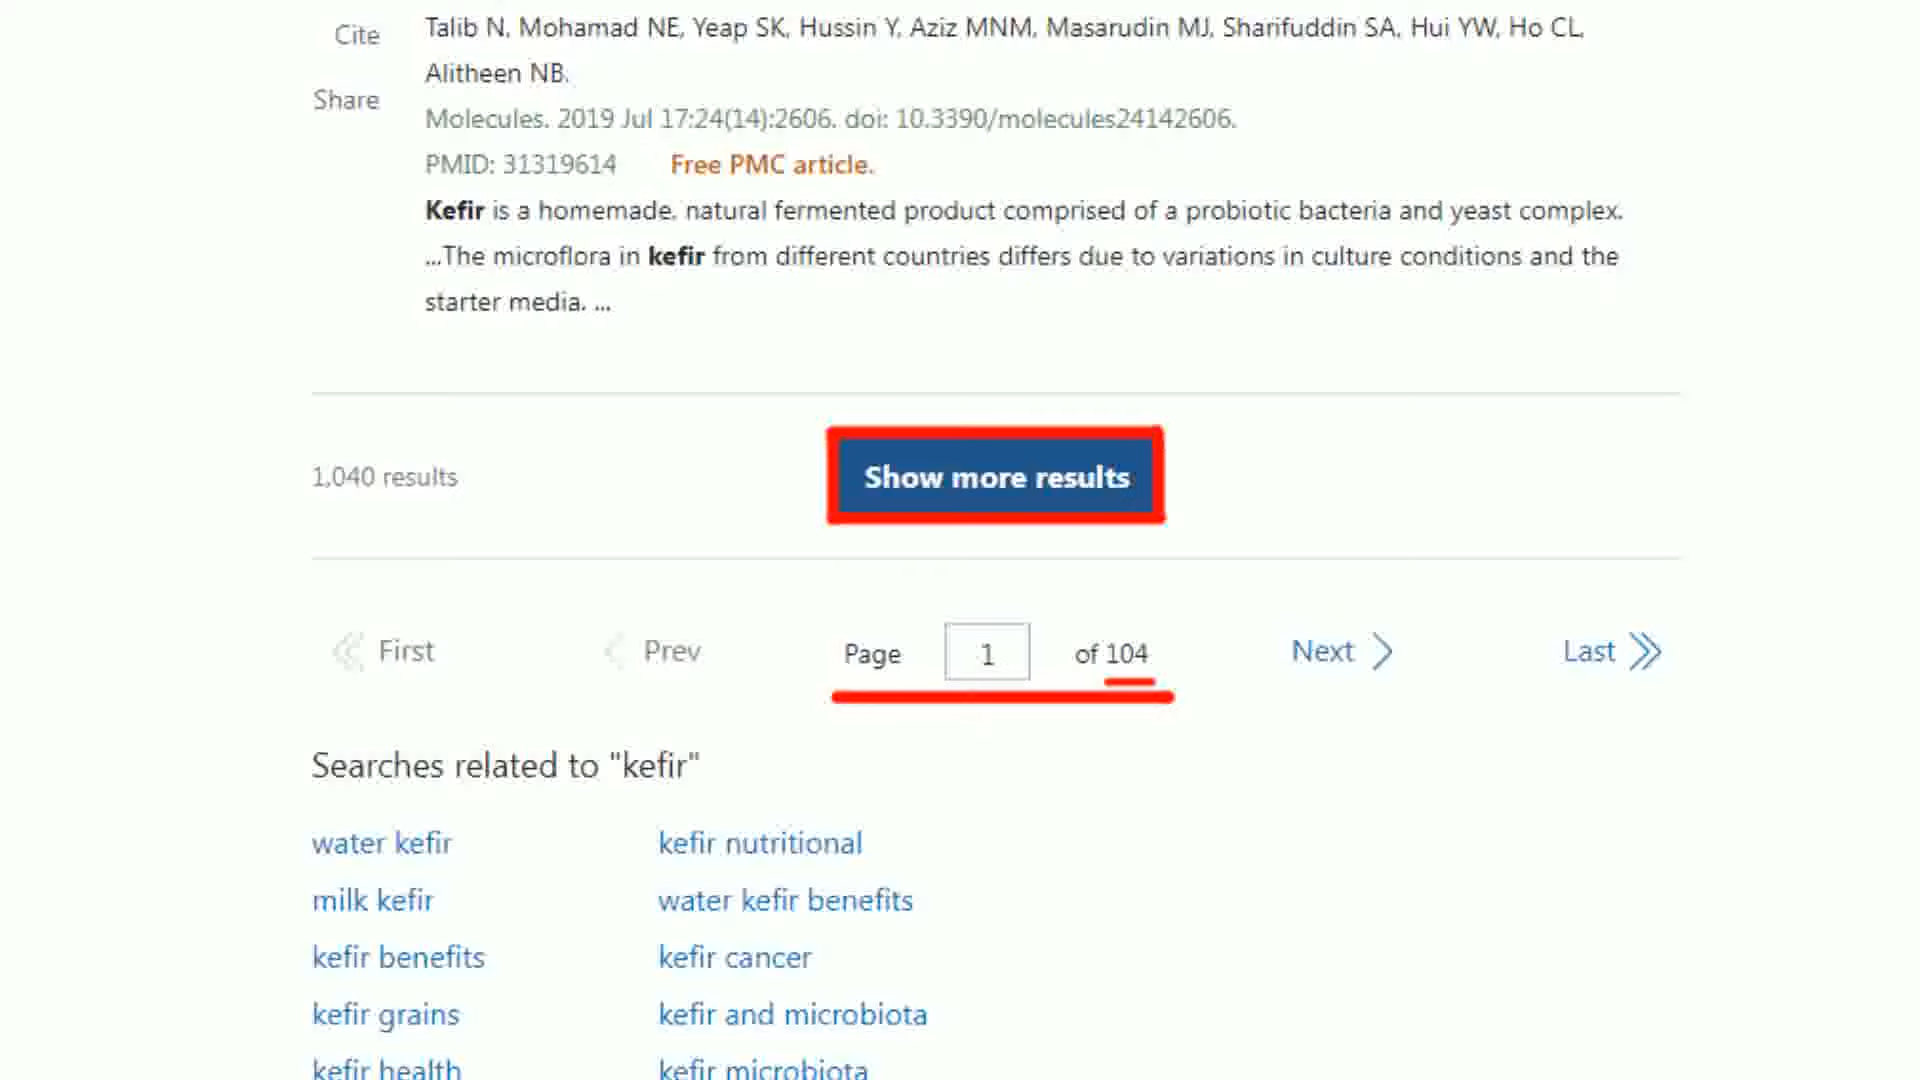 Cite
Share
Talib N, Mohamad NE, Yeap SK, Hussin Y, Aziz MNM, Masarudin MJ, Sharifuddin SA, Hui YW, Ho CL,
Alitheen NB.
Molecules. 2019 Jul 17;24(14):2606. doi: 10.3390/molecules24142606.
PMID: 31319614 Free PMC article.
Kefir is a homemade, natural fermented product comprised of a probiotic bacteria and yeast complex.
...The microflora in kefir from different countries differs due to variations in culture conditions and the
starter media. ...
1,040 results
Show more results
First Prev Page 1 of 104 Next Last
Searches related to "kefir"
water kefir
milk kefir
kefir benefits
kefir grains
kefir health
kefir nutritional
water kefir benefits
kefir cancer
kefir and microbiota
kefir microbiota